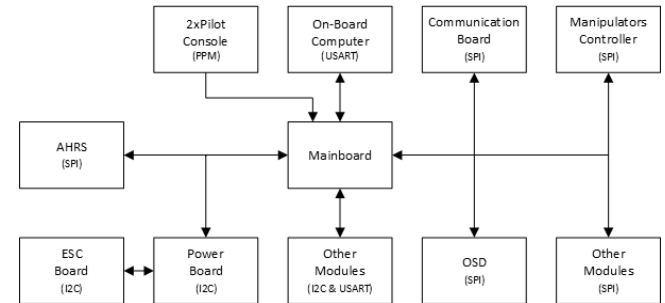 2xPilot
Console
(PPM)
On-Board
Computer
(USART)
Communication
Board
(SPI)
Manipulators
Controller
(SPI)
AHRS
(SPI)
Mainboard
ESC
Board
(I2C)
Power
Board
(I2C)
Other
Modules
(I2C & USART)
OSD
(SPI)
Other
Modules
(SPI)